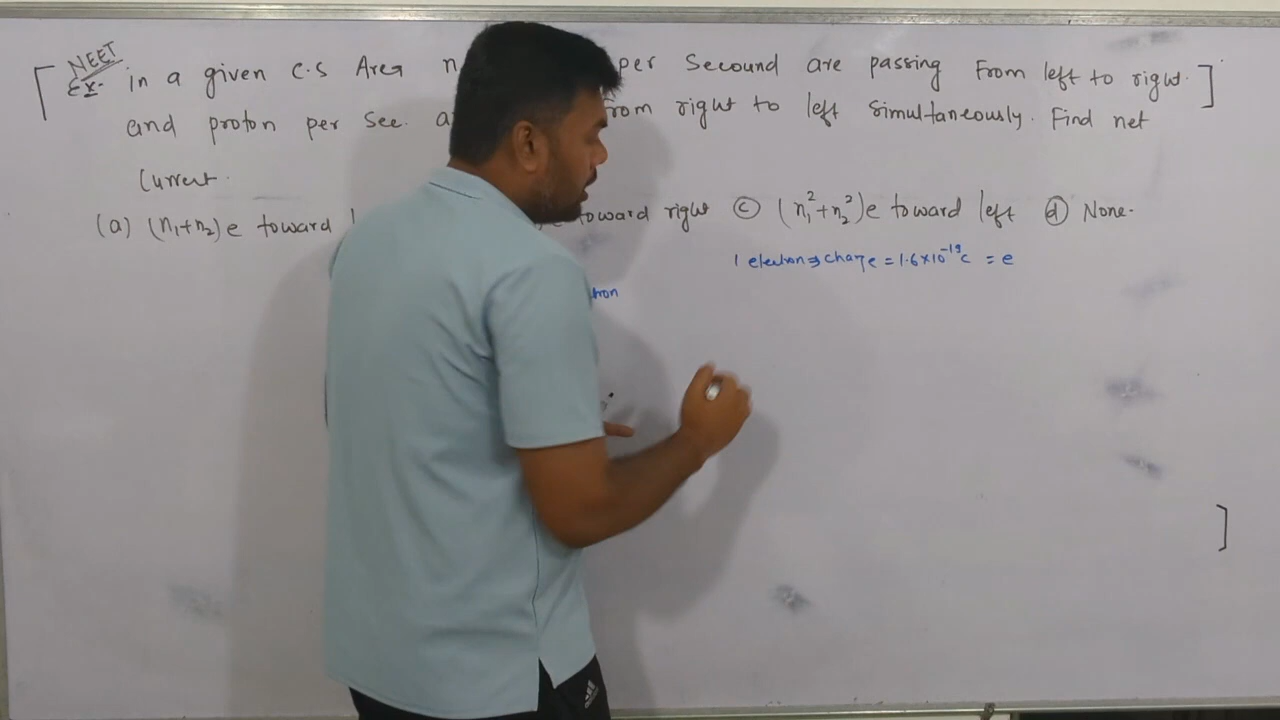 NEET
Ex- in a given C.S Area n per Secound are passing From left to right.
and proton per sec. a from right to left simultaneously. Find net
Current.
(a) (n₁+n₂)e toward e toward right (c) (n₁²+n₂²)e toward left (d) None.
1 electron⇒charge = 1.6×10⁻¹⁹c = e
tron